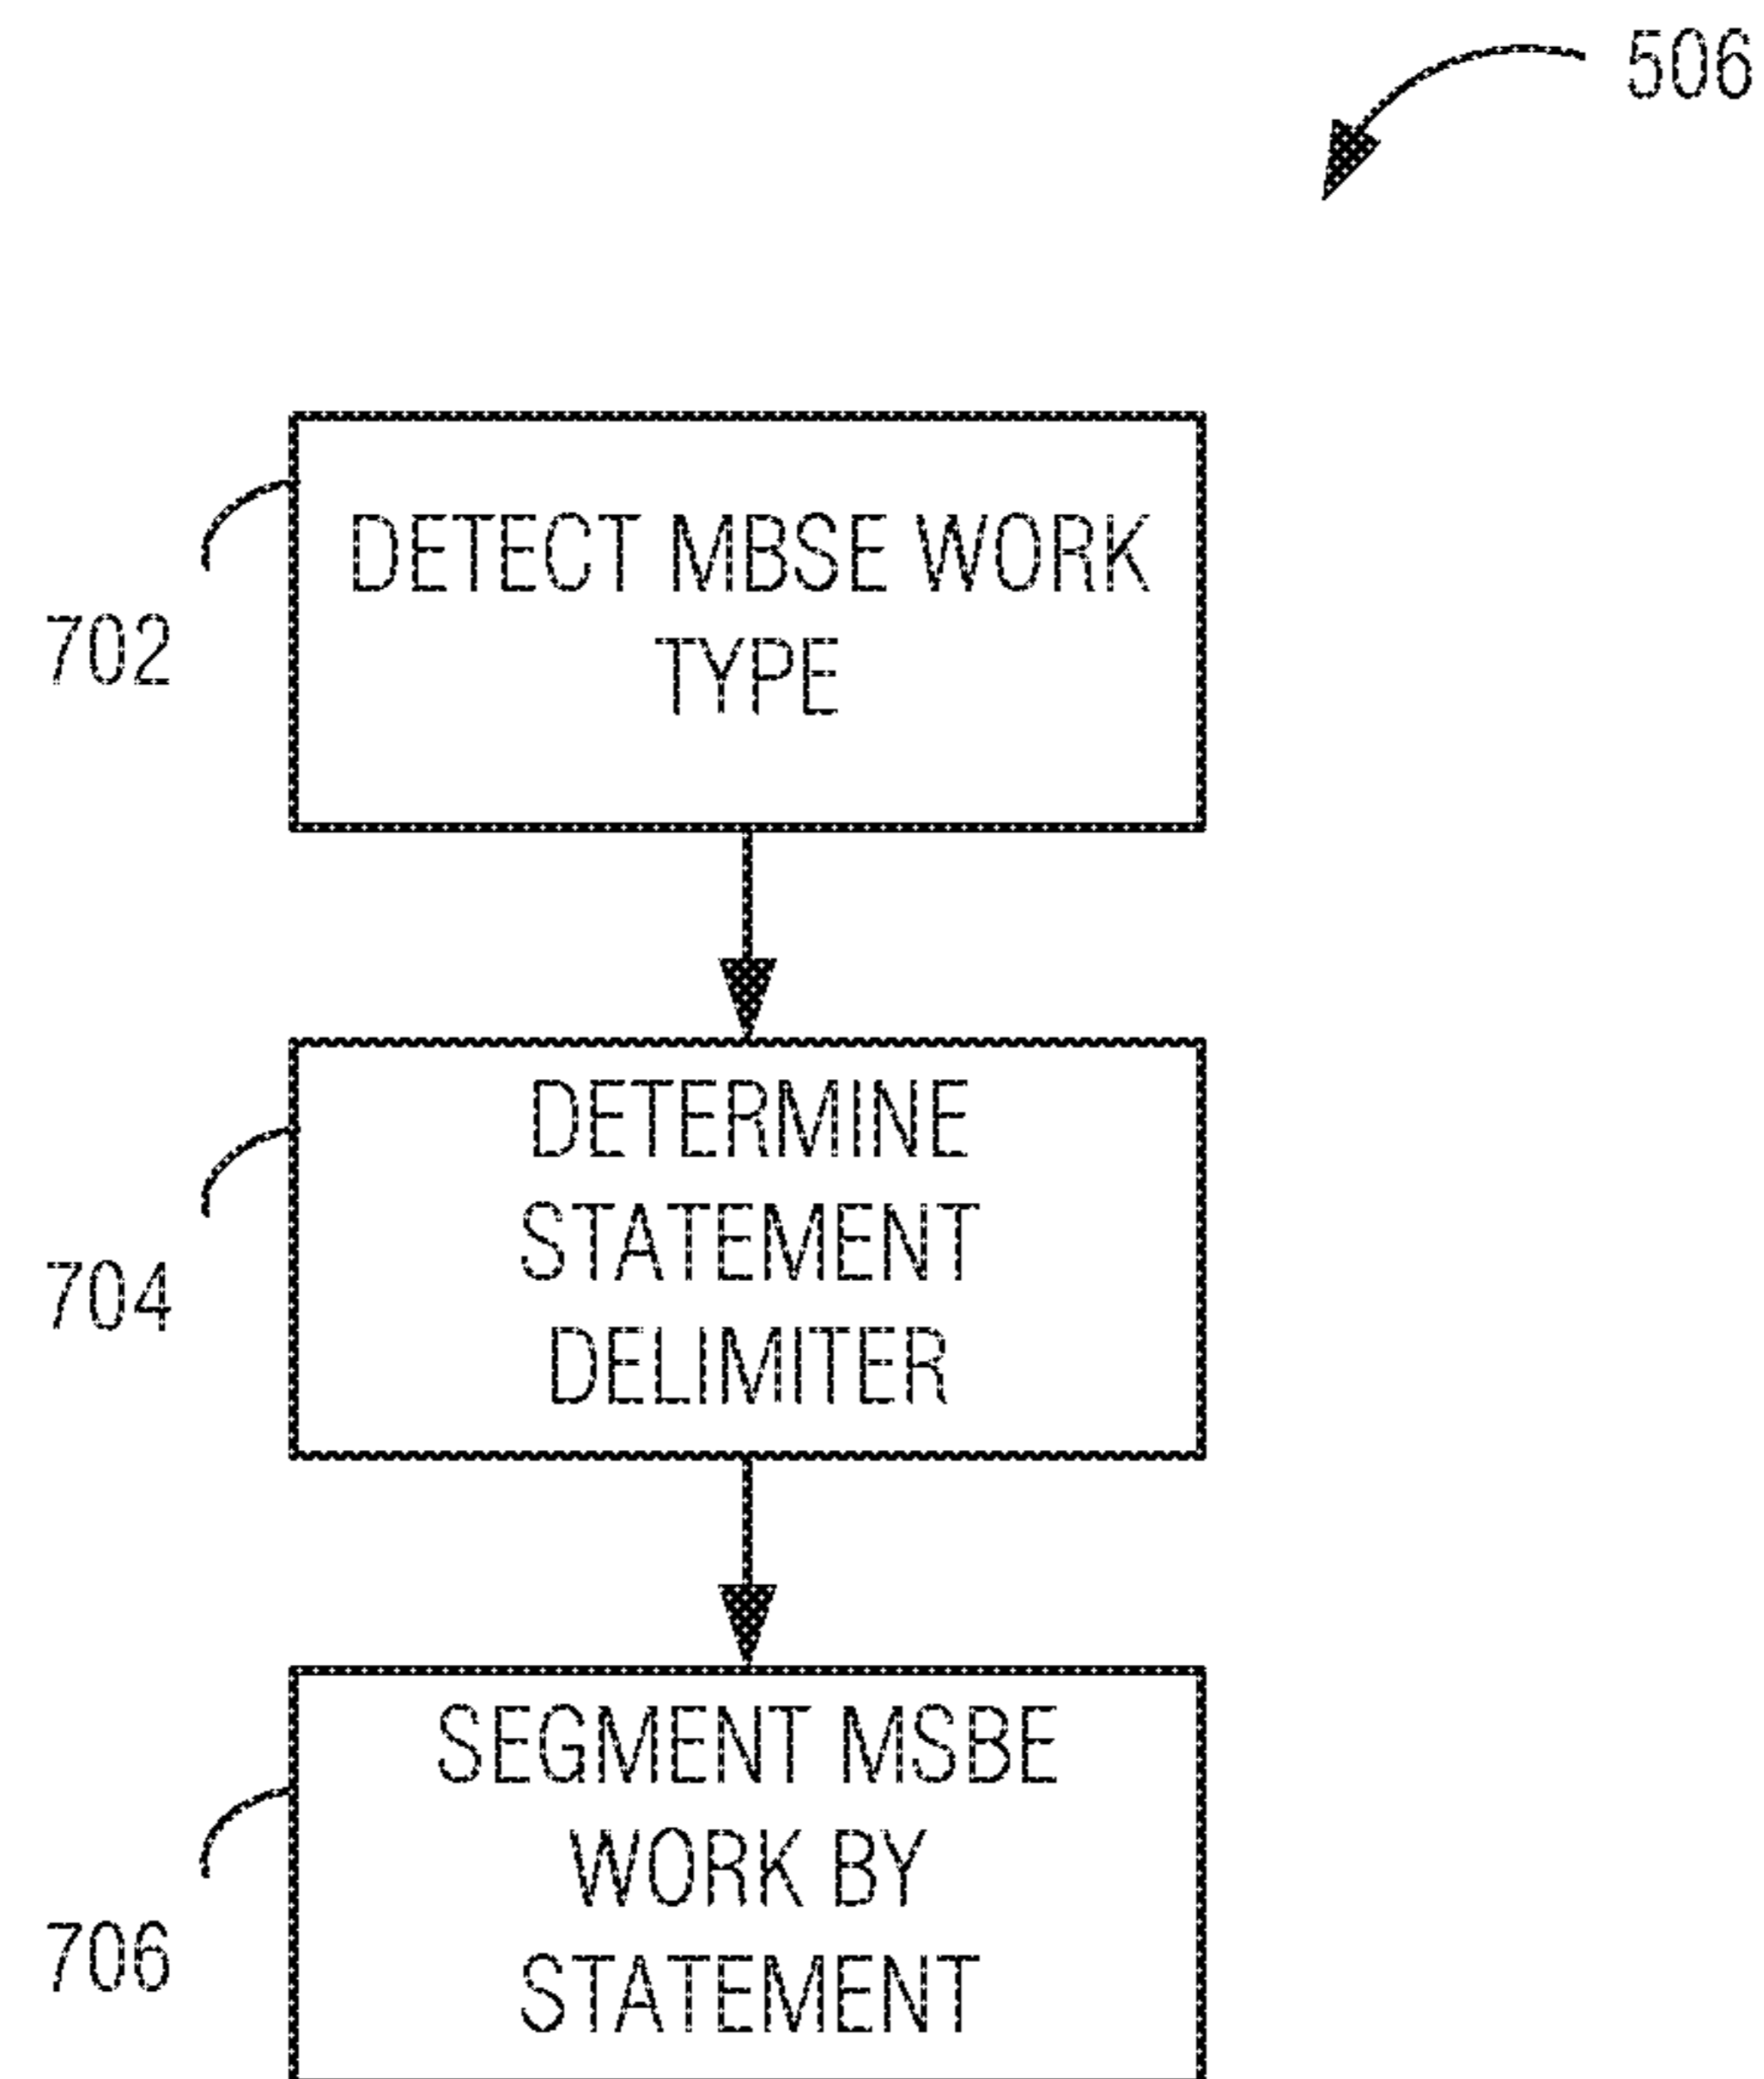 506
DETECT MBSE WORK
TYPE
702
DETERMINE
STATEMENT
DELIMITER
704
SEGMENT MSBE
WORK BY
STATEMENT
706